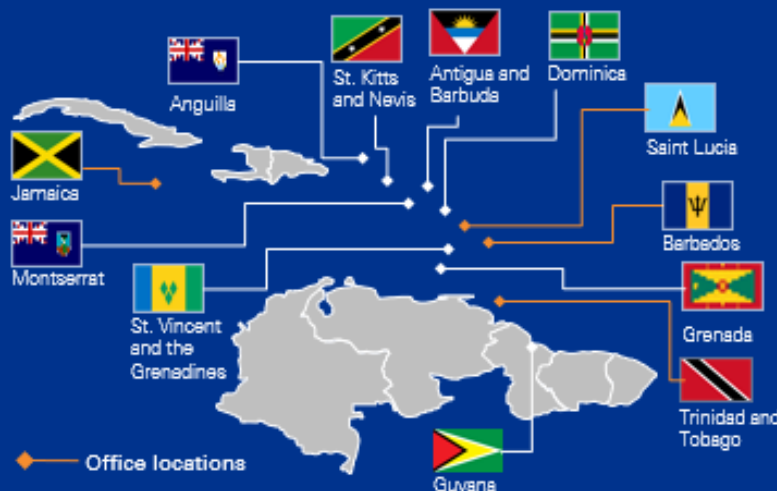 Anguilla
St. Kitts
and Nevis
Antigua and
Barbuda
Dominica
Saint Lucia
Jamaica
Barbados
Montserrat
St. Vincent
and the
Grenadines
Grenada
Trinidad and
Tobago
Office locations
Guyana